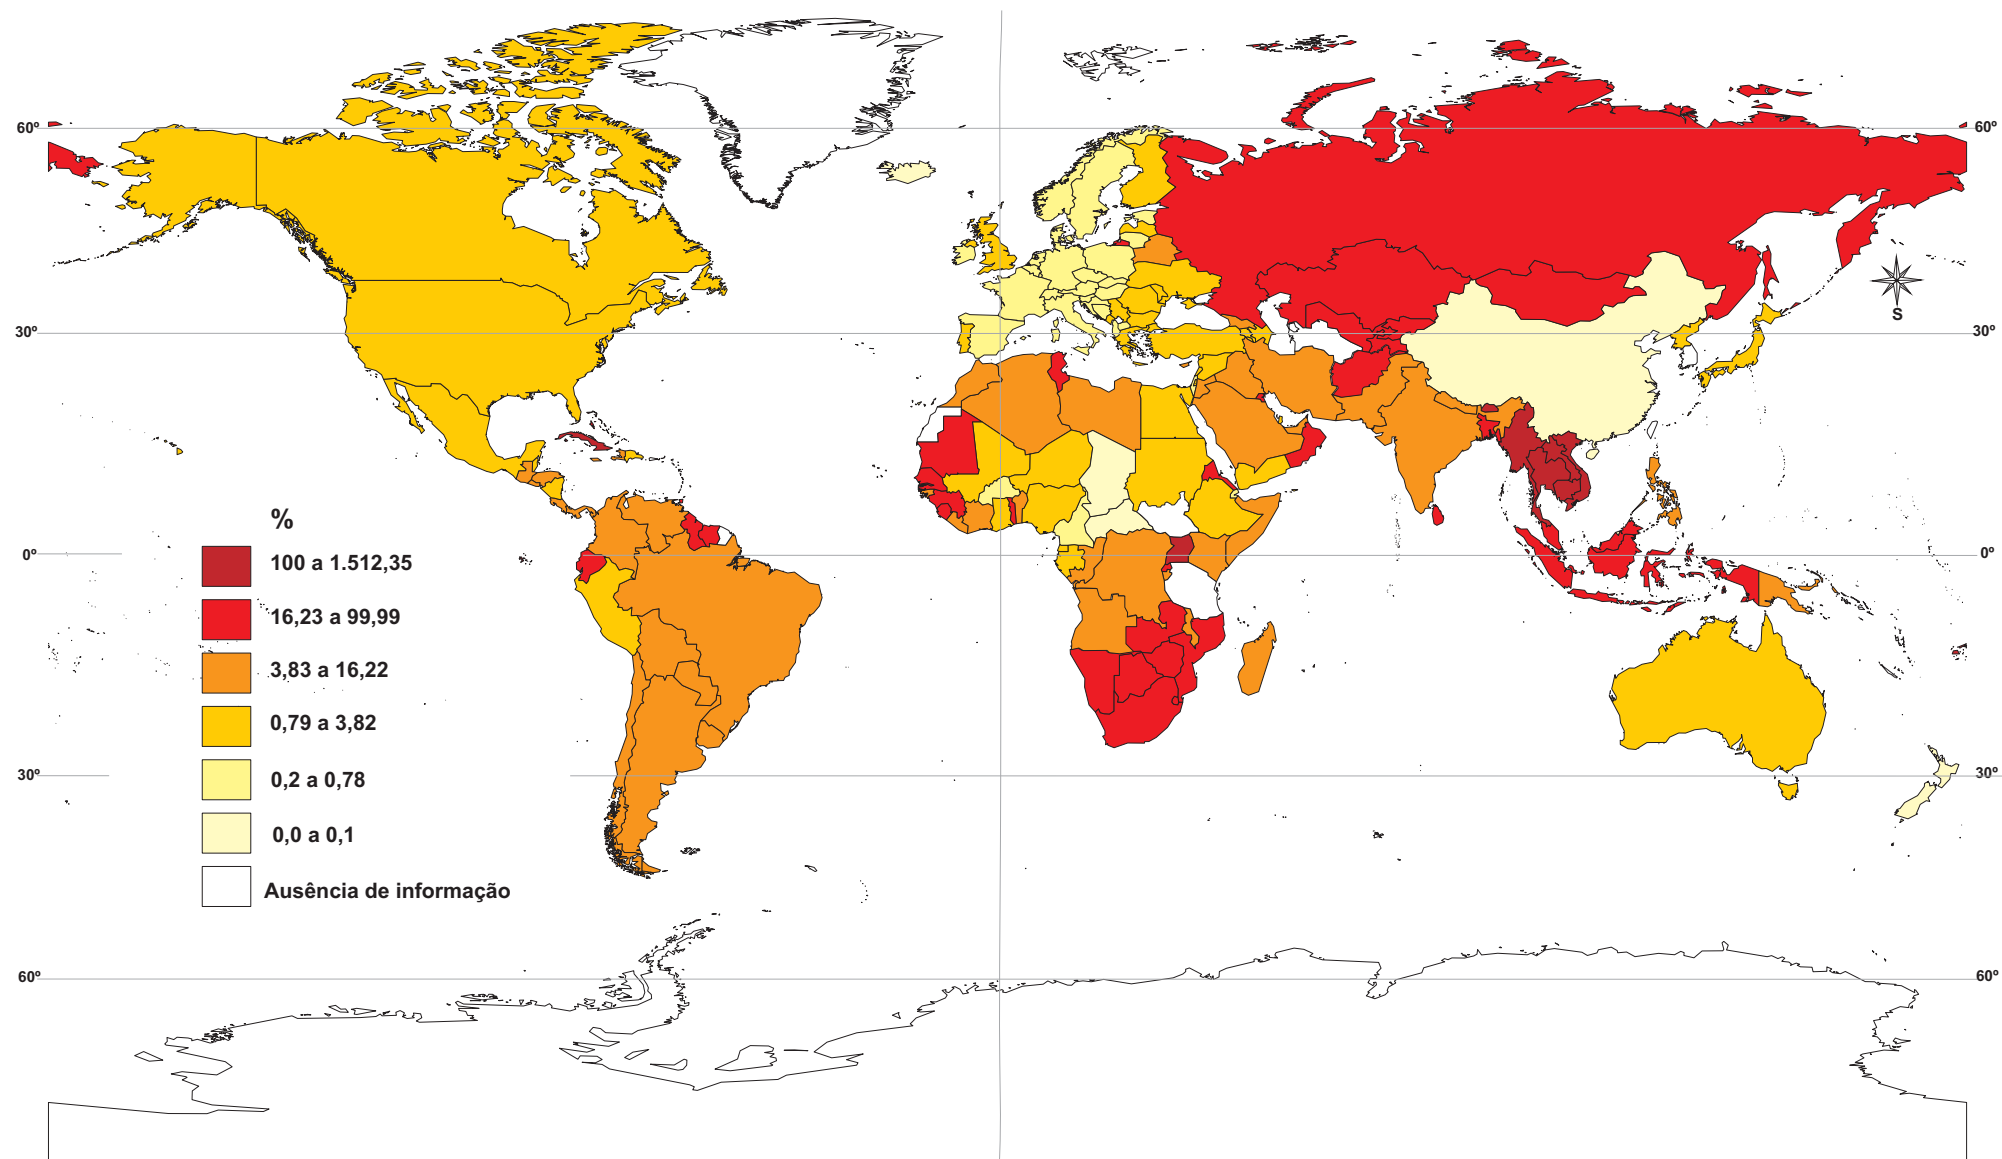 60º
60º
S
30º
30º
%
100 a 1.512,35
0º
0º
16,23 a 99,99
3,83 a 16,22
0,79 a 3,82
0,2 a 0,78
30º
30º
0,0 a 0,1
Ausência de informação
60º
60º